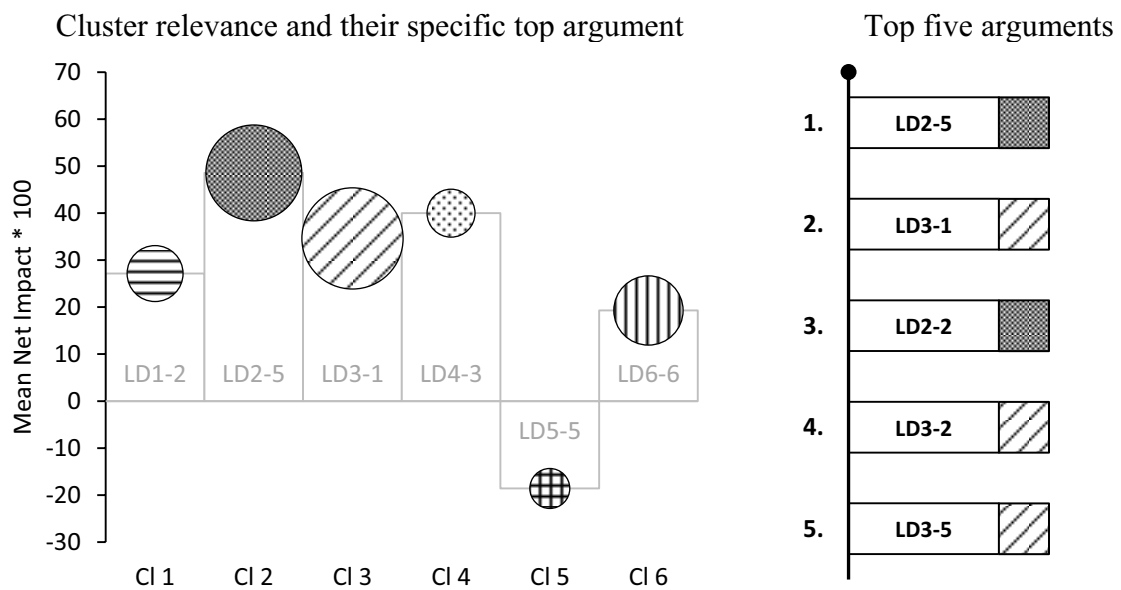 Cluster relevance and their specific top argument
Top five arguments
Mean Net Impact * 100
70
60
50
40
30
20
10
0
-10
-20
-30
LD1-2
LD2-5
LD3-1
LD4-3
LD5-5
LD6-6
Cl 1
Cl 2
Cl 3
Cl 4
Cl 5
Cl 6
1. LD2-5
2. LD3-1
3. LD2-2
4. LD3-2
5. LD3-5